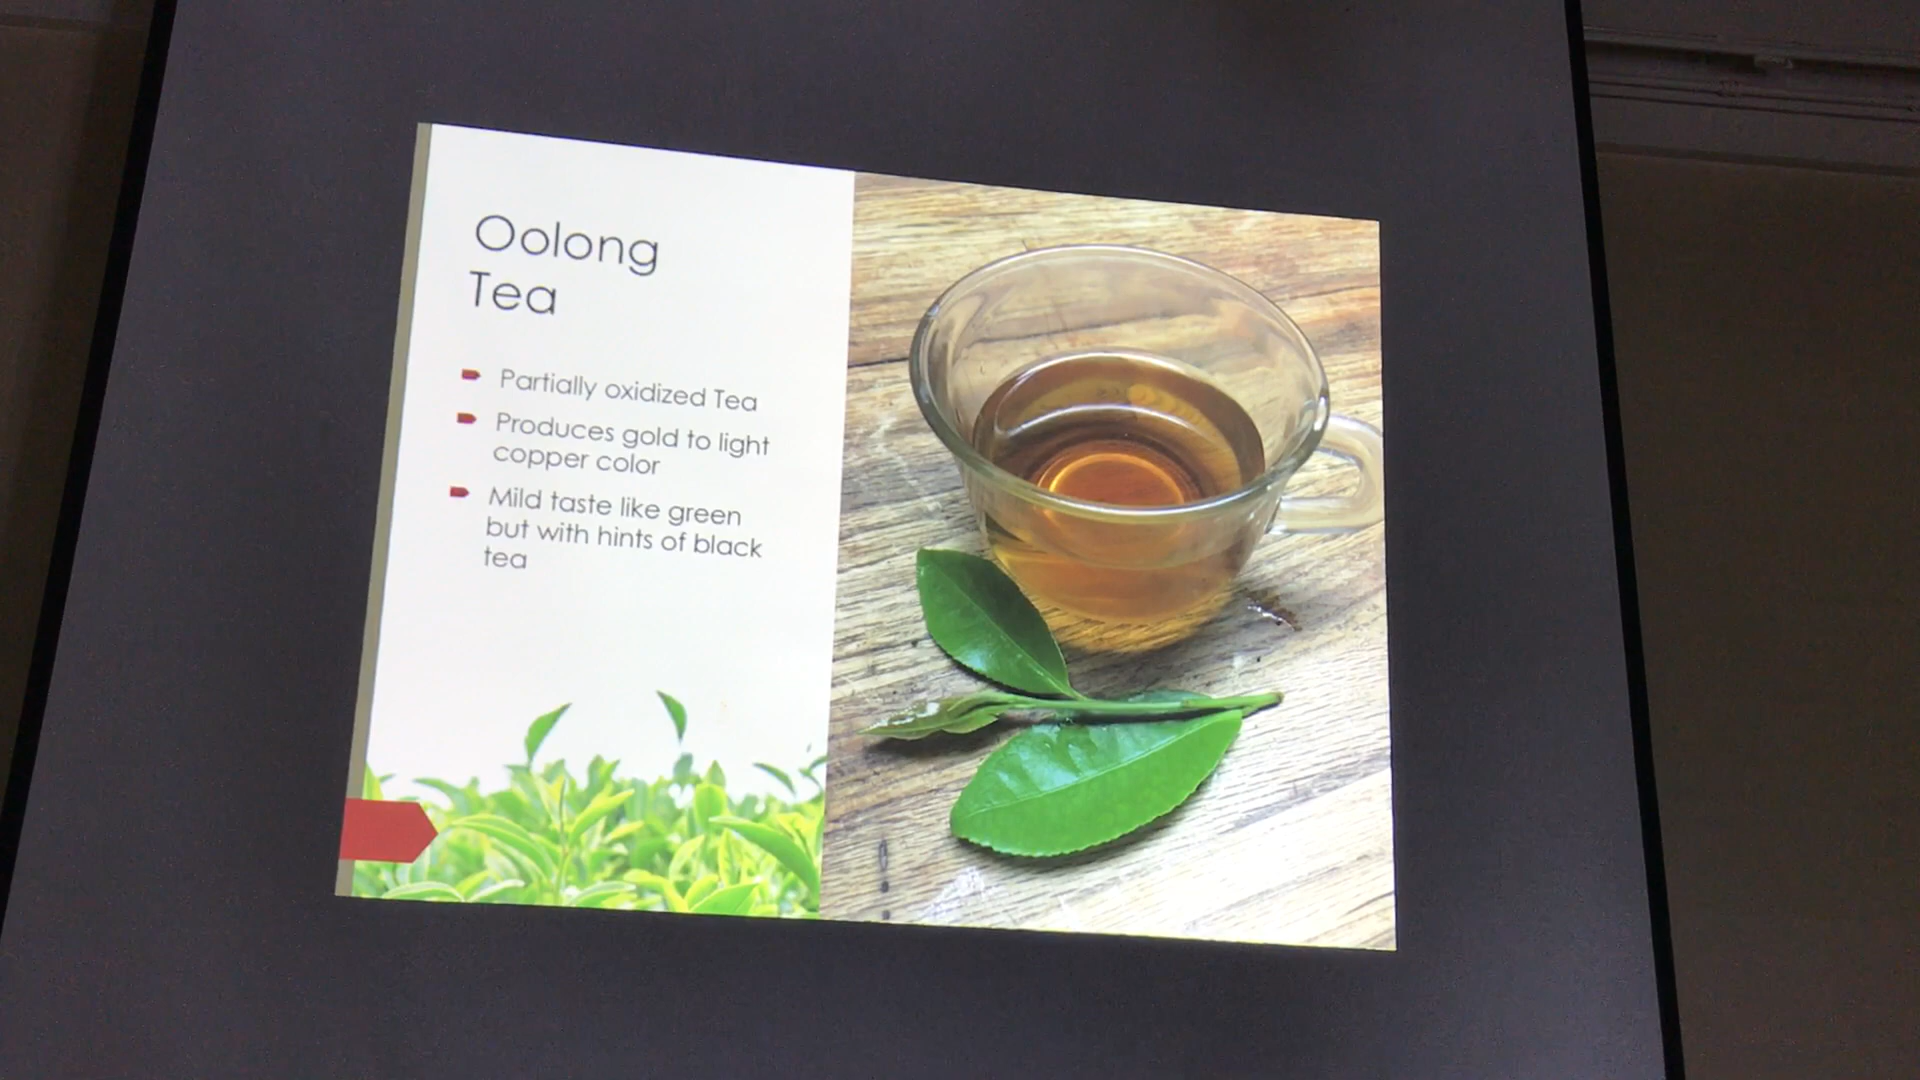 Oolong
Tea
Partially oxidized Tea
Produces gold to light
copper color
Mild taste like green
but with hints of black
tea